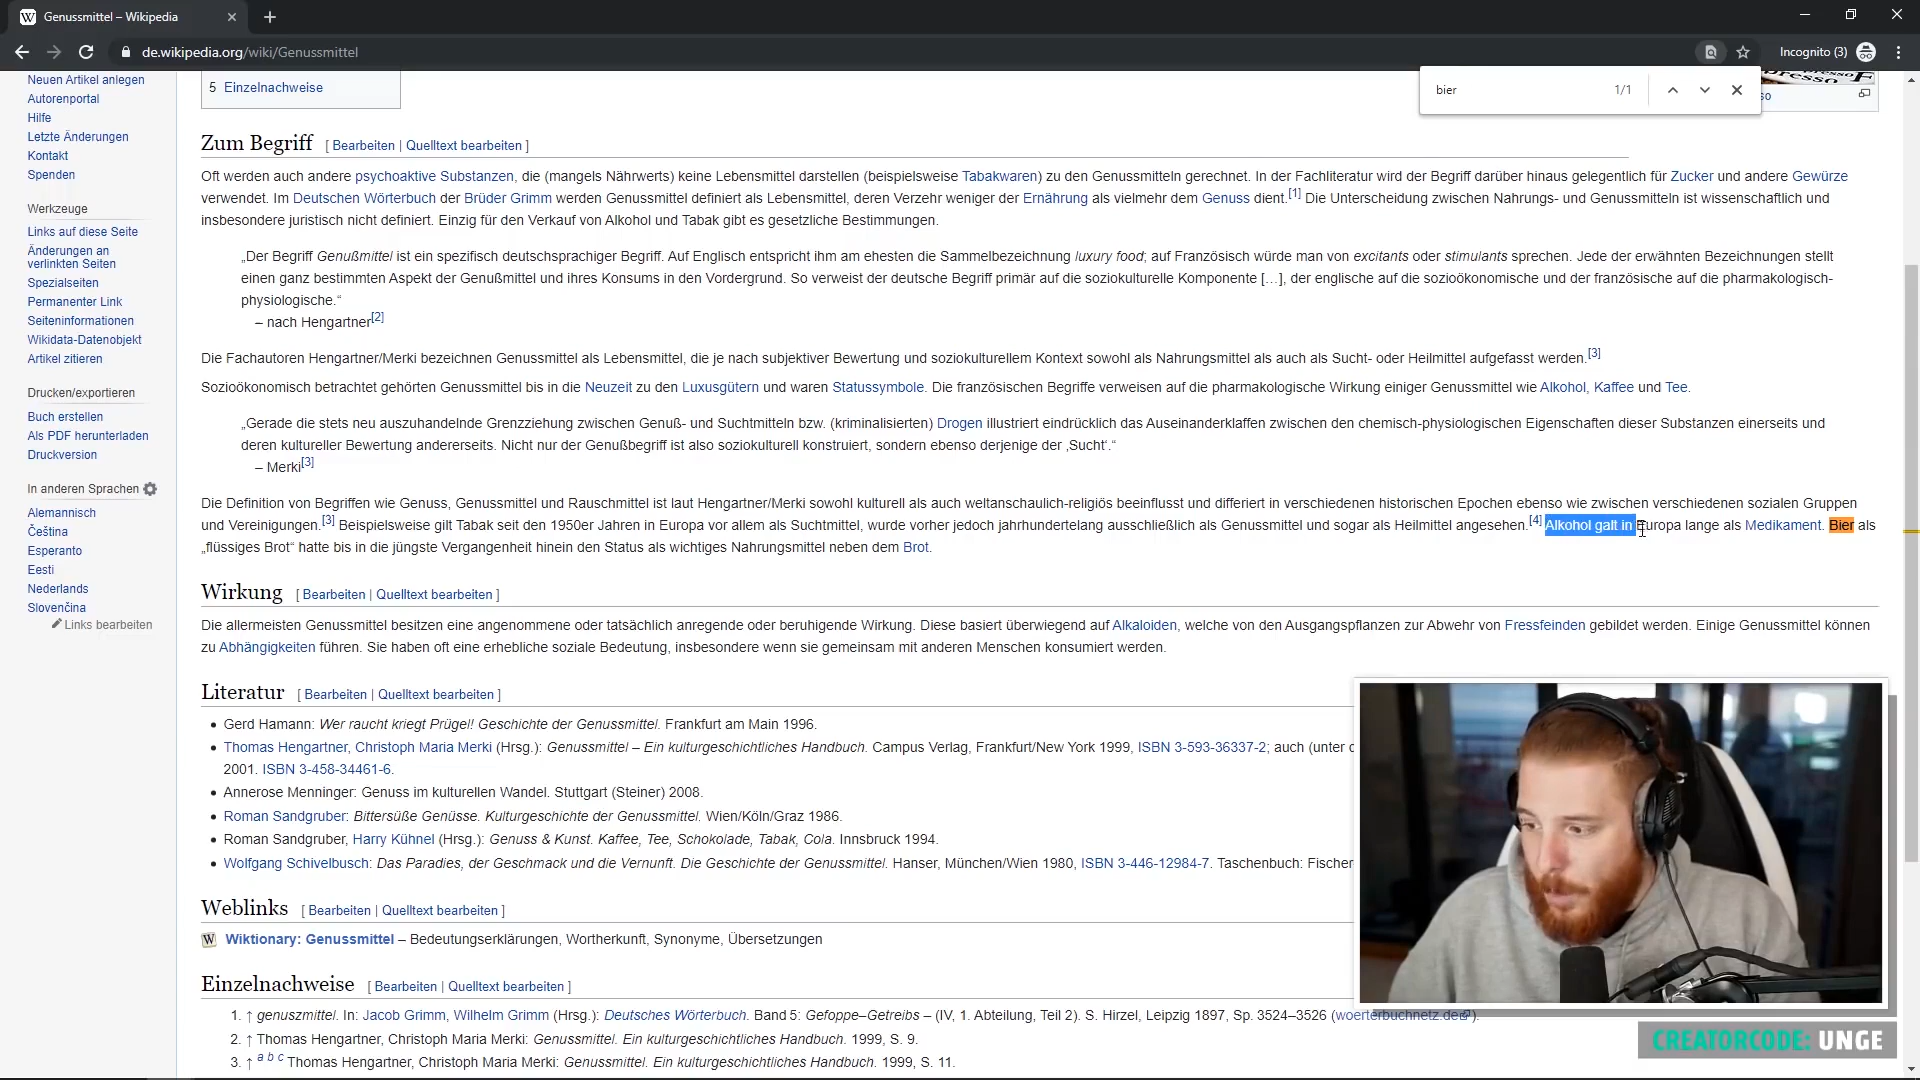 Genussmittel – Wikipedia
de.wikipedia.org/wiki/Genussmittel
Incognito (3)
bier 1/1
Neuen Artikel anlegen
Autorenportal
Hilfe
Letzte Änderungen
Kontakt
Spenden
Werkzeuge
Links auf diese Seite
Änderungen an
verlinkten Seiten
Spezialseiten
Permanenter Link
Seiteninformationen
Wikidata-Datenobjekt
Artikel zitieren
Drucken/exportieren
Buch erstellen
Als PDF herunterladen
Druckversion
In anderen Sprachen
Alemannisch
Čeština
Esperanto
Eesti
Nederlands
Slovenčina
Links bearbeiten
5 Einzelnachweise
Zum Begriff [ Bearbeiten | Quelltext bearbeiten ]
Oft werden auch andere psychoaktive Substanzen, die (mangels Nährwerts) keine Lebensmittel darstellen (beispielsweise Tabakwaren) zu den Genussmitteln gerechnet. In der Fachliteratur wird der Begriff darüber hinaus gelegentlich für Zucker und andere Gewürze
verwendet. Im Deutschen Wörterbuch der Brüder Grimm werden Genussmittel definiert als Lebensmittel, deren Verzehr weniger der Ernährung als vielmehr dem Genuss dient.[1] Die Unterscheidung zwischen Nahrungs- und Genussmitteln ist wissenschaftlich und
insbesondere juristisch nicht definiert. Einzig für den Verkauf von Alkohol und Tabak gibt es gesetzliche Bestimmungen.
„Der Begriff Genußmittel ist ein spezifisch deutschsprachiger Begriff. Auf Englisch entspricht ihm am ehesten die Sammelbezeichnung luxury food; auf Französisch würde man von excitants oder stimulants sprechen. Jede der erwähnten Bezeichnungen stellt
einen ganz bestimmten Aspekt der Genußmittel und ihres Konsums in den Vordergrund. So verweist der deutsche Begriff primär auf die soziokulturelle Komponente […], der englische auf die sozioökonomische und der französische auf die pharmakologisch-
physiologische.“
– nach Hengartner[2]
Die Fachautoren Hengartner/Merki bezeichnen Genussmittel als Lebensmittel, die je nach subjektiver Bewertung und soziokulturellem Kontext sowohl als Nahrungsmittel als auch als Sucht- oder Heilmittel aufgefasst werden.[3]
Sozioökonomisch betrachtet gehörten Genussmittel bis in die Neuzeit zu den Luxusgütern und waren Statussymbole. Die französischen Begriffe verweisen auf die pharmakologische Wirkung einiger Genussmittel wie Alkohol, Kaffee und Tee.
„Gerade die stets neu auszuhandelnde Grenzziehung zwischen Genuß- und Suchtmitteln bzw. (kriminalisierten) Drogen illustriert eindrücklich das Auseinanderklaffen zwischen den chemisch-physiologischen Eigenschaften dieser Substanzen einerseits und
deren kultureller Bewertung andererseits. Nicht nur der Genußbegriff ist also soziokulturell konstruiert, sondern ebenso derjenige der ‚Sucht‘.“
– Merki[3]
Die Definition von Begriffen wie Genuss, Genussmittel und Rauschmittel ist laut Hengartner/Merki sowohl kulturell als auch weltanschaulich-religiös beeinflusst und differiert in verschiedenen historischen Epochen ebenso wie zwischen verschiedenen sozialen Gruppen
und Vereinigungen.[3] Beispielsweise gilt Tabak seit den 1950er Jahren in Europa vor allem als Suchtmittel, wurde vorher jedoch jahrhundertelang ausschließlich als Genussmittel und sogar als Heilmittel angesehen.[4] Alkohol galt in Europa lange als Medikament. Bier als
„flüssiges Brot“ hatte bis in die jüngste Vergangenheit hinein den Status als wichtiges Nahrungsmittel neben dem Brot.
Wirkung [ Bearbeiten | Quelltext bearbeiten ]
Die allermeisten Genussmittel besitzen eine angenommene oder tatsächlich anregende oder beruhigende Wirkung. Diese basiert überwiegend auf Alkaloiden, welche von den Ausgangspflanzen zur Abwehr von Fressfeinden gebildet werden. Einige Genussmittel können
zu Abhängigkeiten führen. Sie haben oft eine erhebliche soziale Bedeutung, insbesondere wenn sie gemeinsam mit anderen Menschen konsumiert werden.
Literatur [ Bearbeiten | Quelltext bearbeiten ]
Gerd Hamann: Wer raucht kriegt Prügel! Geschichte der Genussmittel. Frankfurt am Main 1996.
Thomas Hengartner, Christoph Maria Merki (Hrsg.): Genussmittel – Ein kulturgeschichtliches Handbuch. Campus Verlag, Frankfurt/New York 1999, ISBN 3-593-36337-2; auch (unter
2001. ISBN 3-458-34461-6.
Annerose Menninger: Genuss im kulturellen Wandel. Stuttgart (Steiner) 2008.
Roman Sandgruber: Bittersüße Genüsse. Kulturgeschichte der Genussmittel. Wien/Köln/Graz 1986.
Roman Sandgruber, Harry Kühnel (Hrsg.): Genuss & Kunst. Kaffee, Tee, Schokolade, Tabak, Cola. Innsbruck 1994.
Wolfgang Schivelbusch: Das Paradies, der Geschmack und die Vernunft. Die Geschichte der Genussmittel. Hanser, München/Wien 1980, ISBN 3-446-12984-7. Taschenbuch: Fischer
Weblinks [ Bearbeiten | Quelltext bearbeiten ]
Wiktionary: Genussmittel – Bedeutungserklärungen, Wortherkunft, Synonyme, Übersetzungen
Einzelnachweise [ Bearbeiten | Quelltext bearbeiten ]
1. ↑ genuszmittel. In: Jacob Grimm, Wilhelm Grimm (Hrsg.): Deutsches Wörterbuch. Band 5: Gefoppe–Getreibs – (IV, 1. Abteilung, Teil 2). S. Hirzel, Leipzig 1897, Sp. 3524–3526 (woerterbuchnetz.de).
2. ↑ Thomas Hengartner, Christoph Maria Merki: Genussmittel. Ein kulturgeschichtliches Handbuch. 1999, S. 9.
3. ↑ a b c Thomas Hengartner, Christoph Maria Merki: Genussmittel. Ein kulturgeschichtliches Handbuch. 1999, S. 11.
CREATORCODE: UNGE